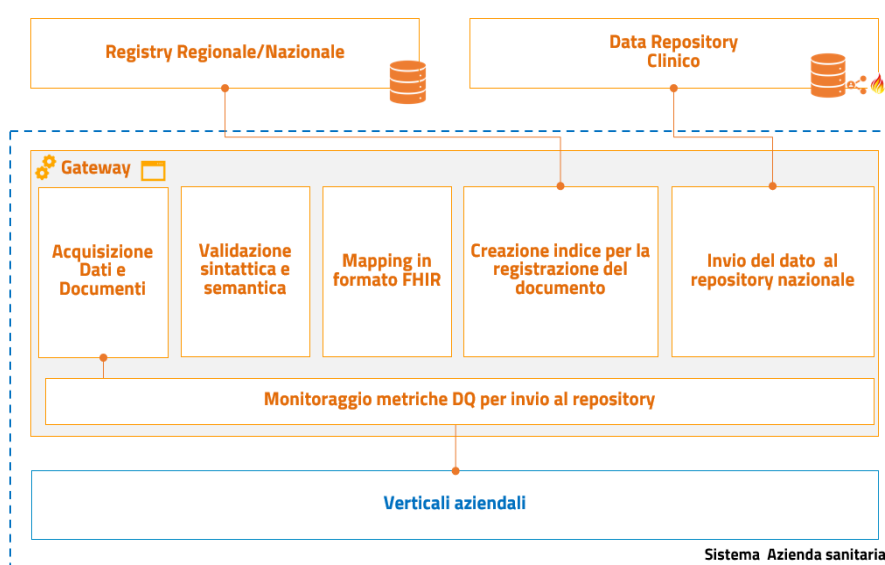 Registry Regionale/Nazionale
Data Repository
Clinico
Gateway
Acquisizione
Dati e
Documenti
Validazione
sintattica e
semantica
Mapping in
formato FHIR
Creazione indice per la
registrazione del
documento
Invio del dato al
repository nazionale
Monitoraggio metriche DQ per invio al repository
Verticali aziendali
Sistema Azienda sanitaria